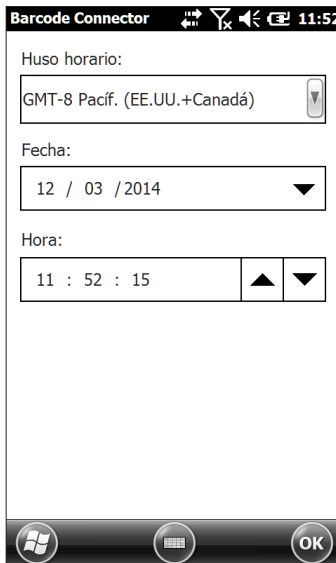 Barcode Connector 11:52
Huso horario:
GMT-8 Pacíf. (EE.UU.+Canadá)
Fecha:
12 / 03 / 2014
Hora:
11 : 52 : 15
OK